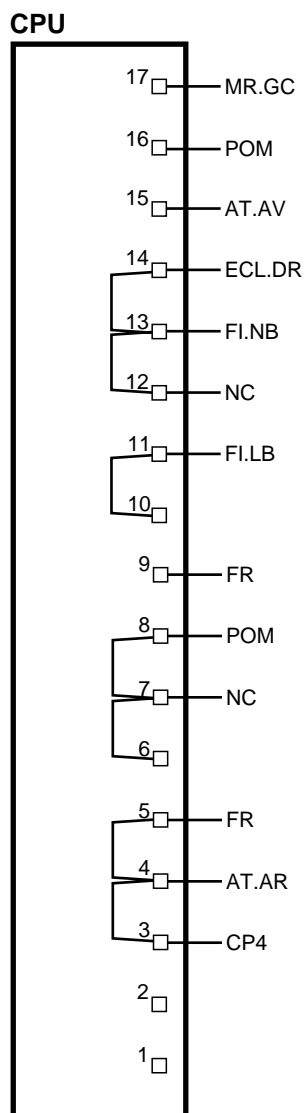 CPU
17 MR.GC
16 POM
15 AT.AV
14 ECL.DR
13 FI.NB
12 NC
11 FI.LB
10
9 FR
8 POM
7 NC
6
5 FR
4 AT.AR
3 CP4
2
1